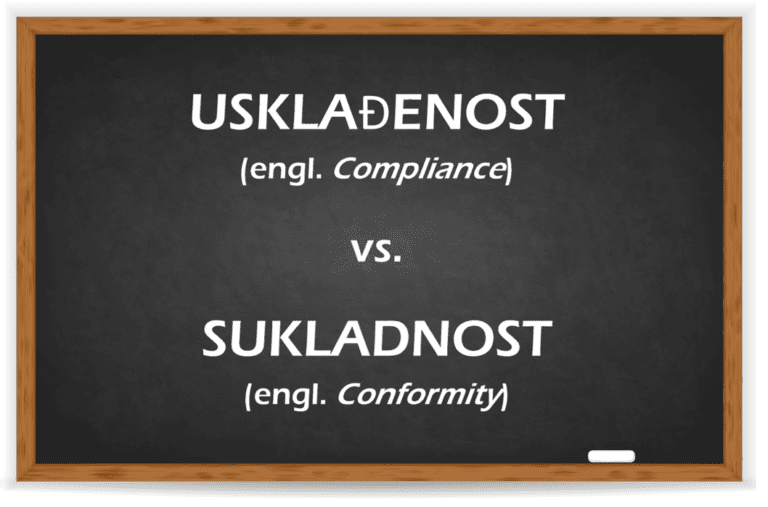 USKLAĐENOST
(engl. Compliance)
vs.
SUKLADNOST
(engl. Conformity)